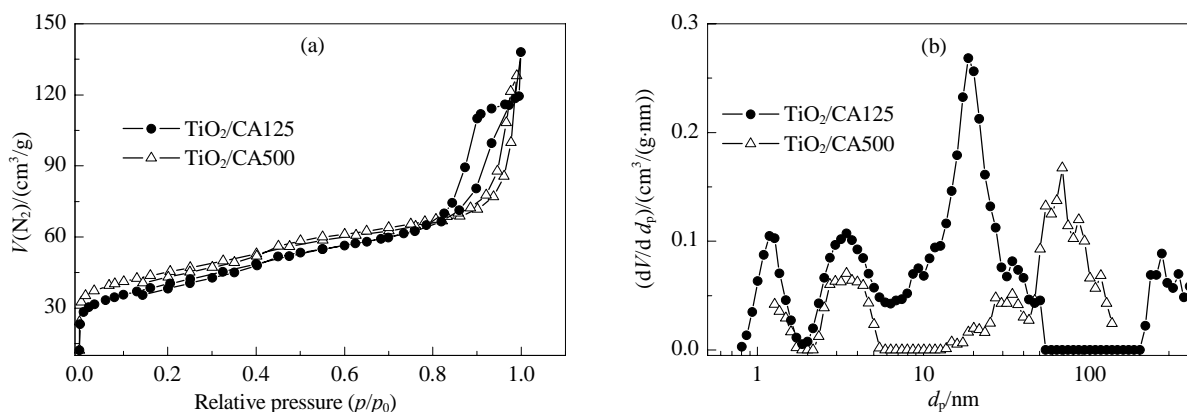 (a)
150
120
90
60
30
V(N₂)/(cm³/g)
TiO₂/CA125
TiO₂/CA500
0.0 0.2 0.4 0.6 0.8 1.0
Relative pressure (p/p₀)
(b)
0.3
0.2
0.1
0.0
((dV/d dₚ)/(cm³/(g·nm))
TiO₂/CA125
TiO₂/CA500
1 10 100
dₚ/nm